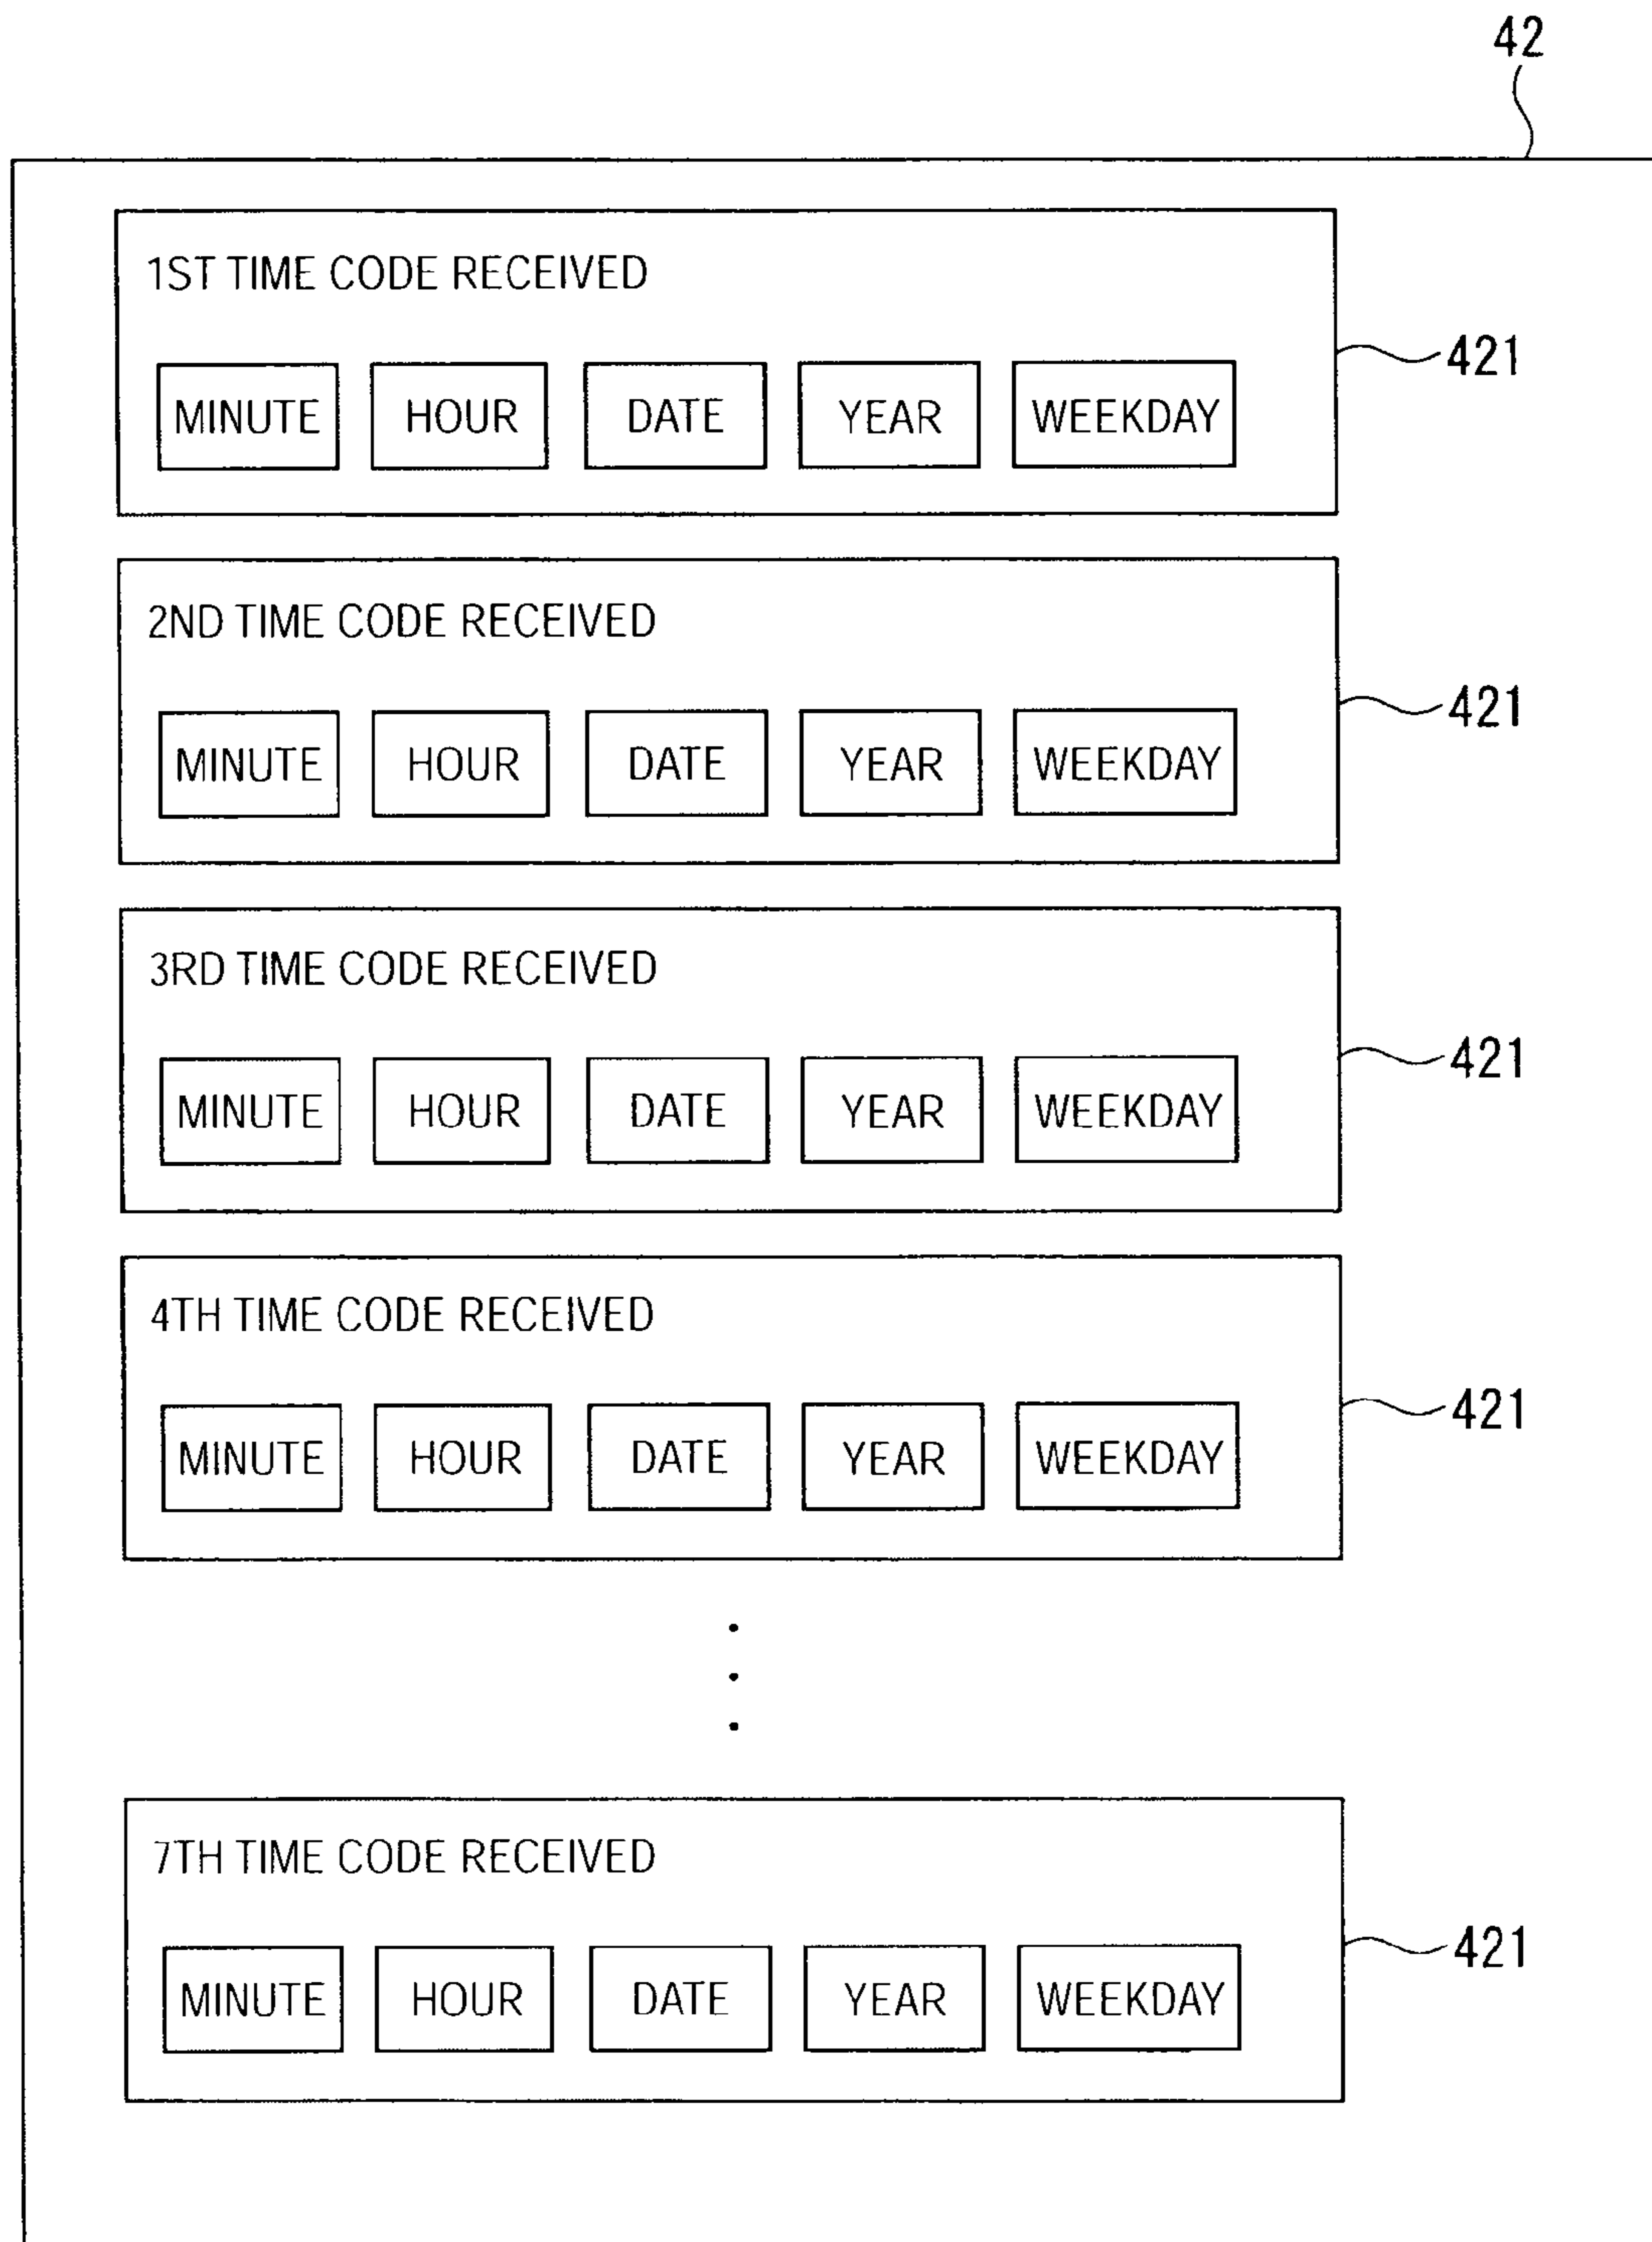 42
1ST TIME CODE RECEIVED
421
MINUTE HOUR DATE YEAR WEEKDAY
2ND TIME CODE RECEIVED
421
MINUTE HOUR DATE YEAR WEEKDAY
3RD TIME CODE RECEIVED
421
MINUTE HOUR DATE YEAR WEEKDAY
4TH TIME CODE RECEIVED
421
MINUTE HOUR DATE YEAR WEEKDAY
7TH TIME CODE RECEIVED
421
MINUTE HOUR DATE YEAR WEEKDAY